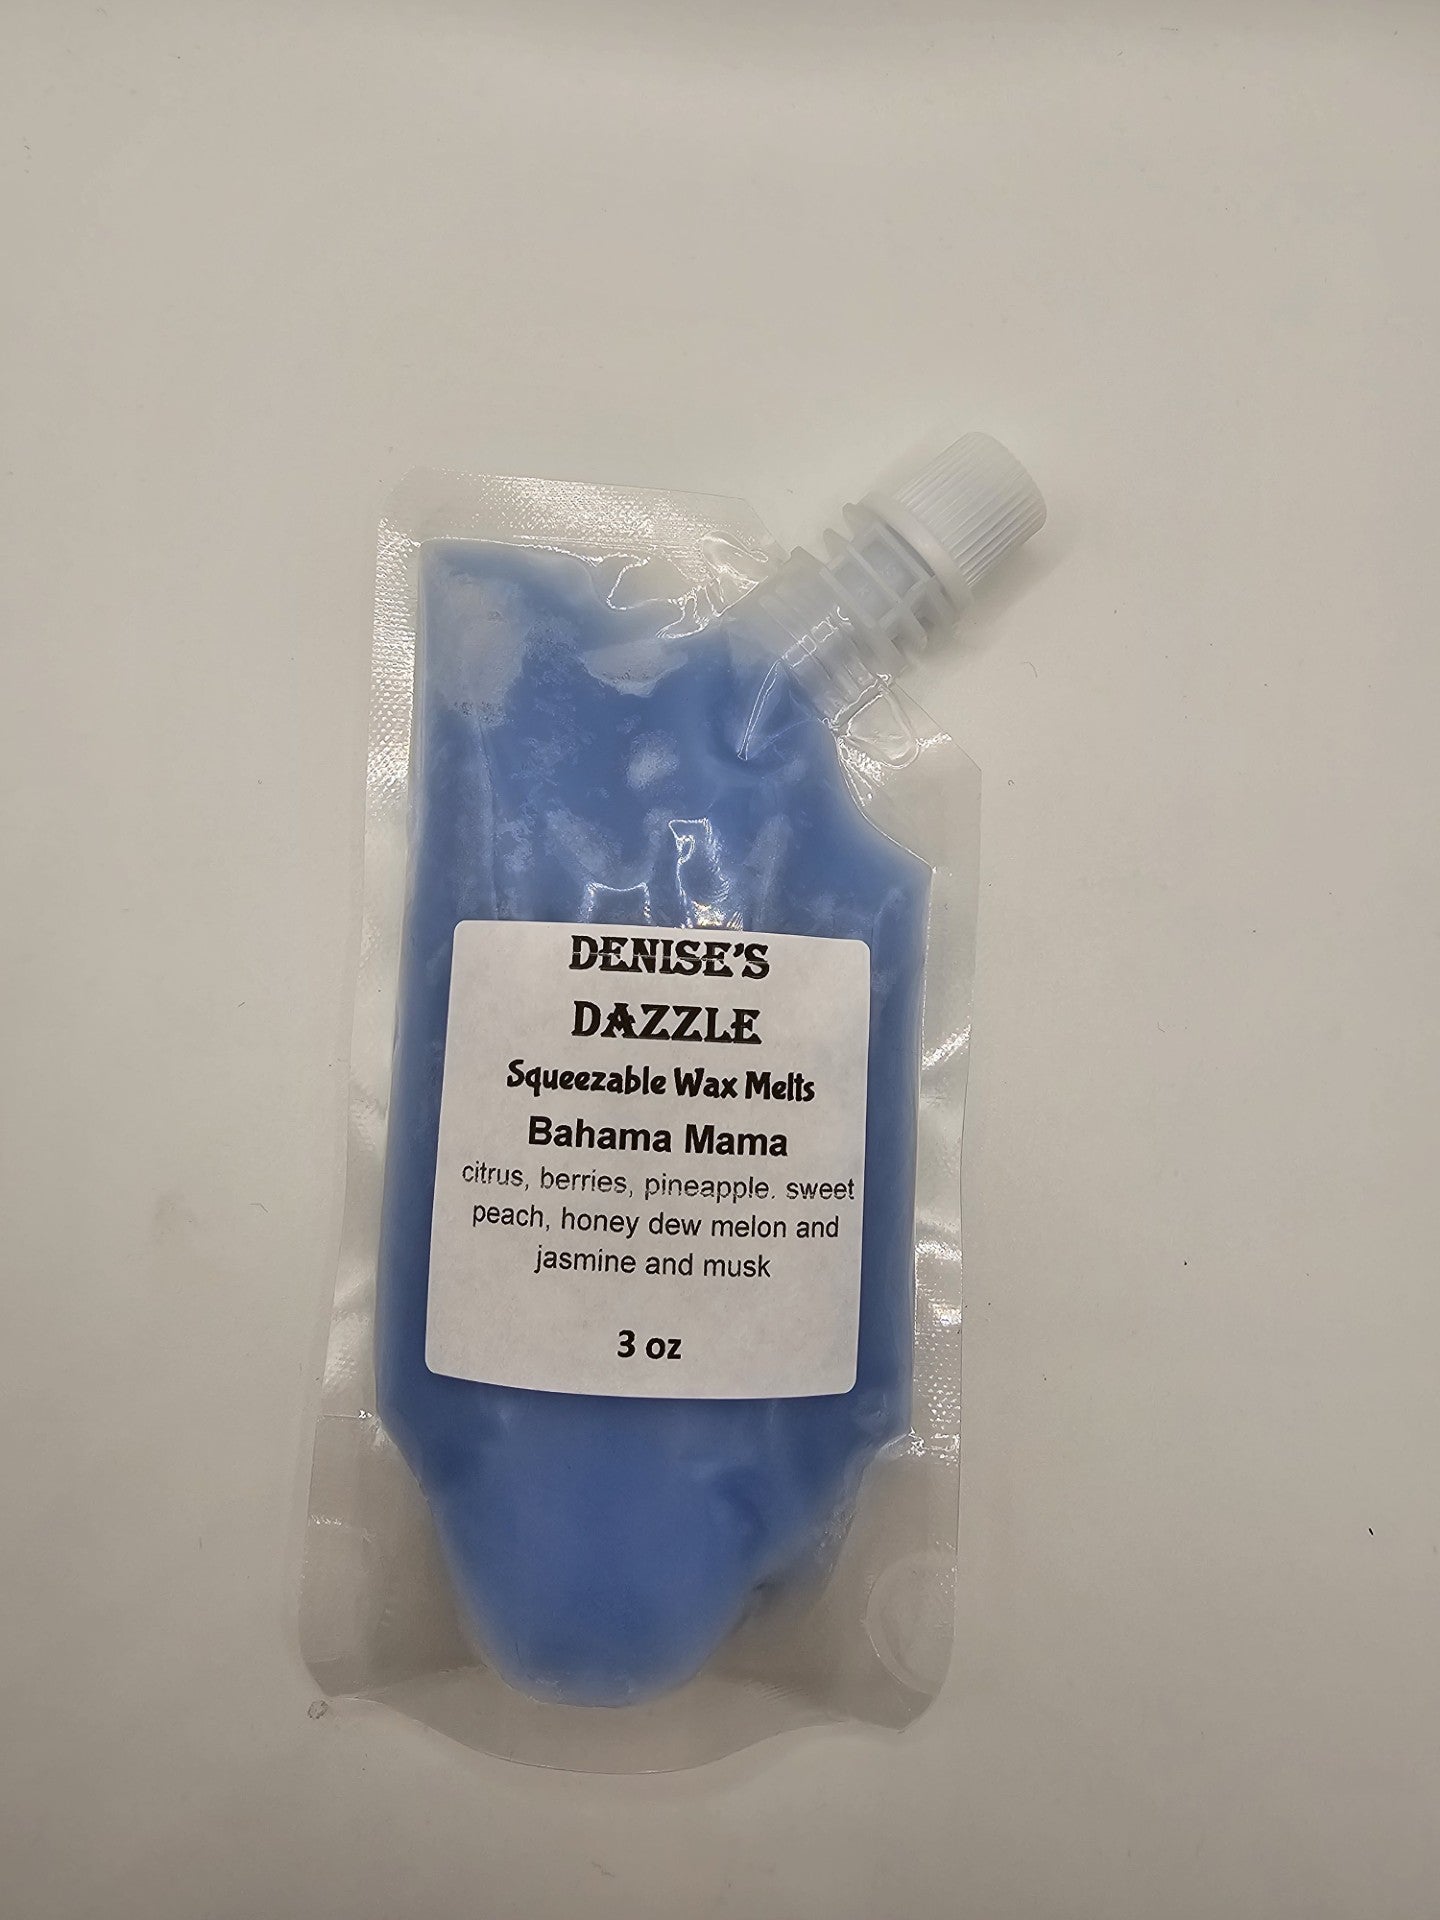 DENISE'S
DAZZLE
Squeezable Wax Melts
Bahama Mama
citrus, berries, pineapple. sweet
peach, honey dew melon and
jasmine and musk
3 oz